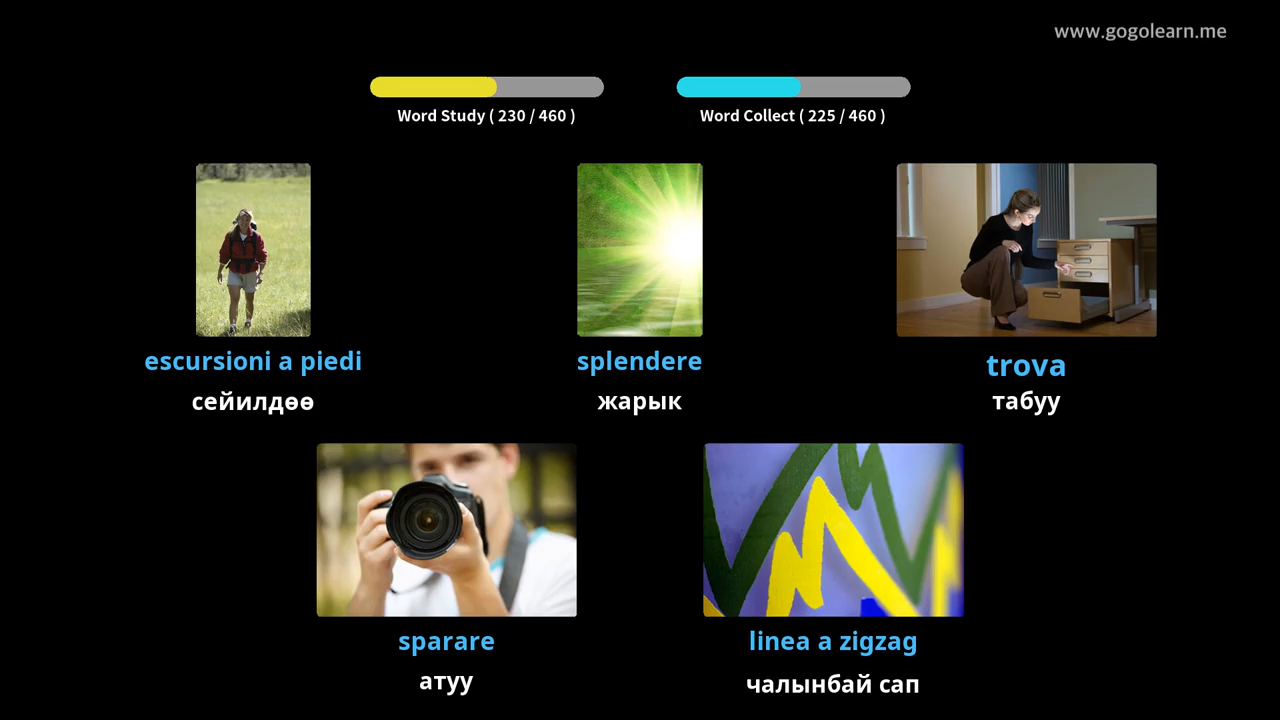 www.gogolearn.me
Word Study ( 230 / 460 )
Word Collect ( 225 / 460 )
escursioni a piedi
сейилдөө
splendere
жарык
trova
табуу
sparare
атуу
linea a zigzag
чалынбай сап